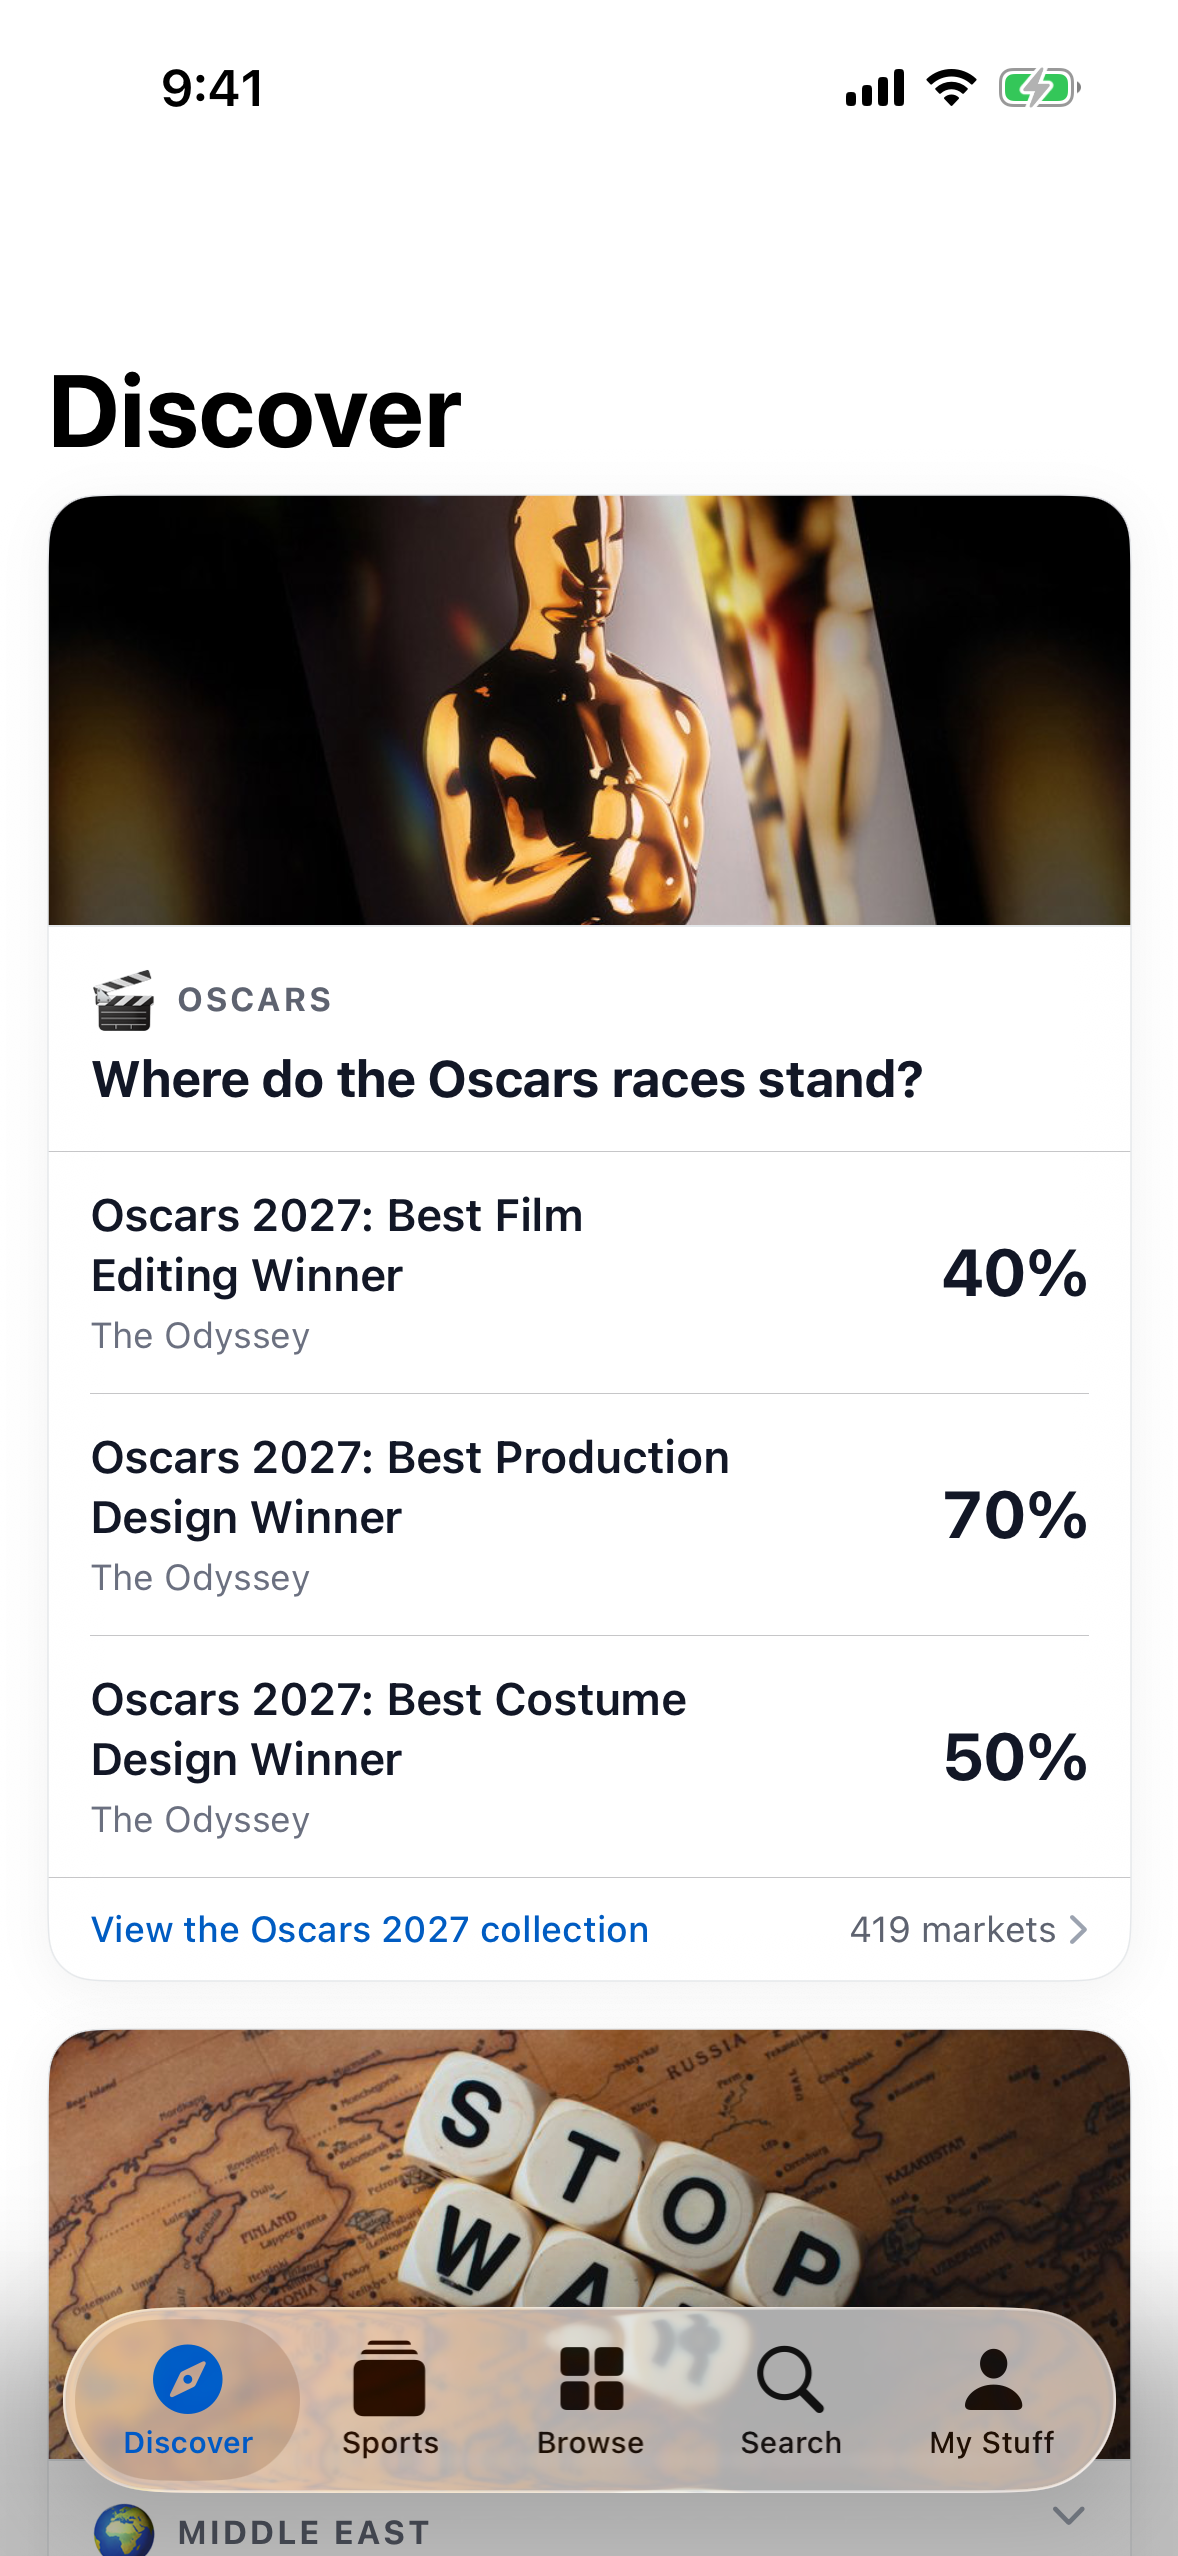 9:41
Discover
OSCARS
Where do the Oscars races stand?
Oscars 2027: Best Film
Editing Winner
40%
The Odyssey
Oscars 2027: Best Production
Design Winner
70%
The Odyssey
Oscars 2027: Best Costume
Design Winner
50%
The Odyssey
View the Oscars 2027 collection
419 markets
RUSSIA
KAZAKHSTAN
FINLAND
STOP
Discover
Sports
Browse
Search
My Stuff
MIDDLE EAST